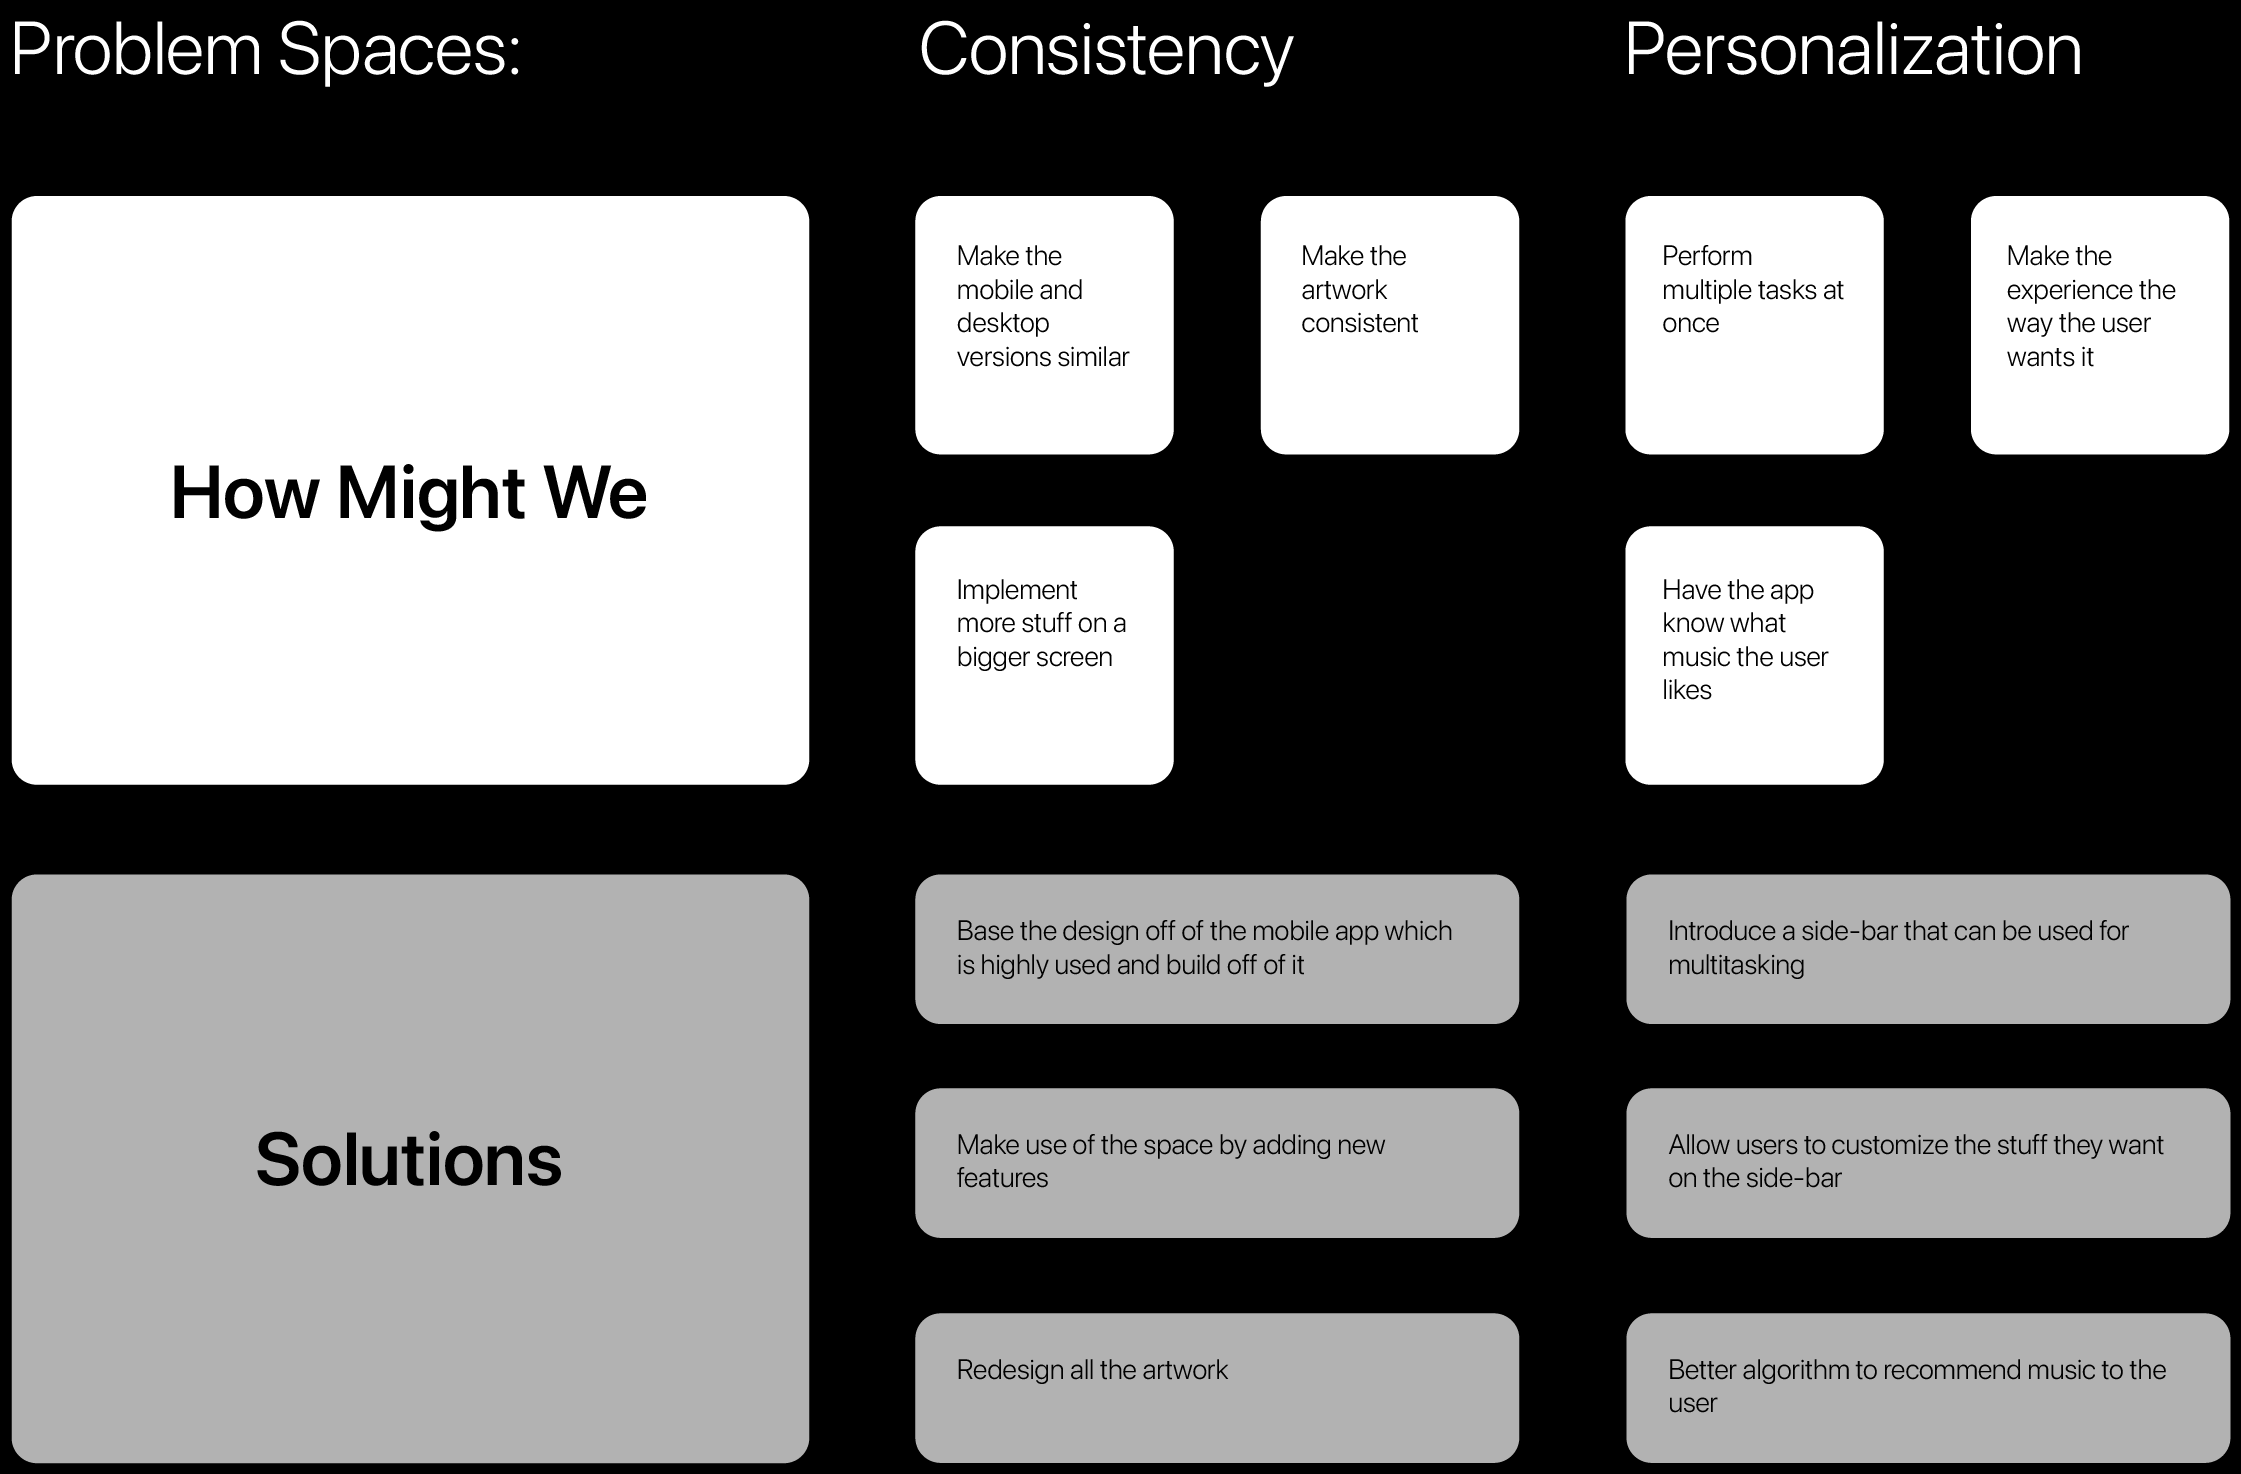 Problem Spaces:
Consistency
Personalization
How Might We
Make the
mobile and
desktop
versions similar
Make the
artwork
consistent
Implement
more stuff on a
bigger screen
Perform
multiple tasks at
once
Make the
experience the
way the user
wants it
Have the app
know what
music the user
likes
Solutions
Base the design off of the mobile app which
is highly used and build off of it
Make use of the space by adding new
features
Redesign all the artwork
Introduce a side-bar that can be used for
multitasking
Allow users to customize the stuff they want
on the side-bar
Better algorithm to recommend music to the
user